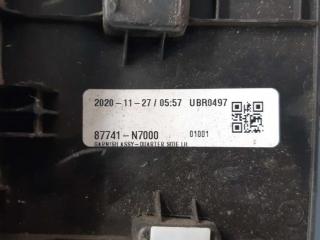 2020-11-27 / 05:57 UBR0497
87741-N7000 01001
GARNISH ASSY-QUARTER SIDE LH